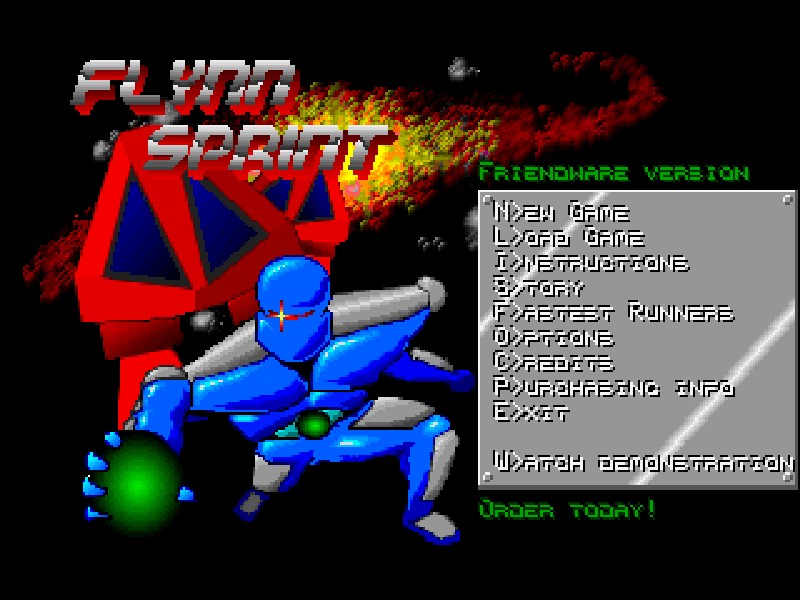 FLYNN
SPRINT
FRIENDWARE VERSION
N>EW GAME
L>OAD GAME
I>NSTRUCTIONS
S>TORY
F>ASTEST RUNNERS
O>PTIONS
C>REDITS
P>URCHASING INFO
E>XIT
W>ATCH DEMONSTRATION
ORDER TODAY!